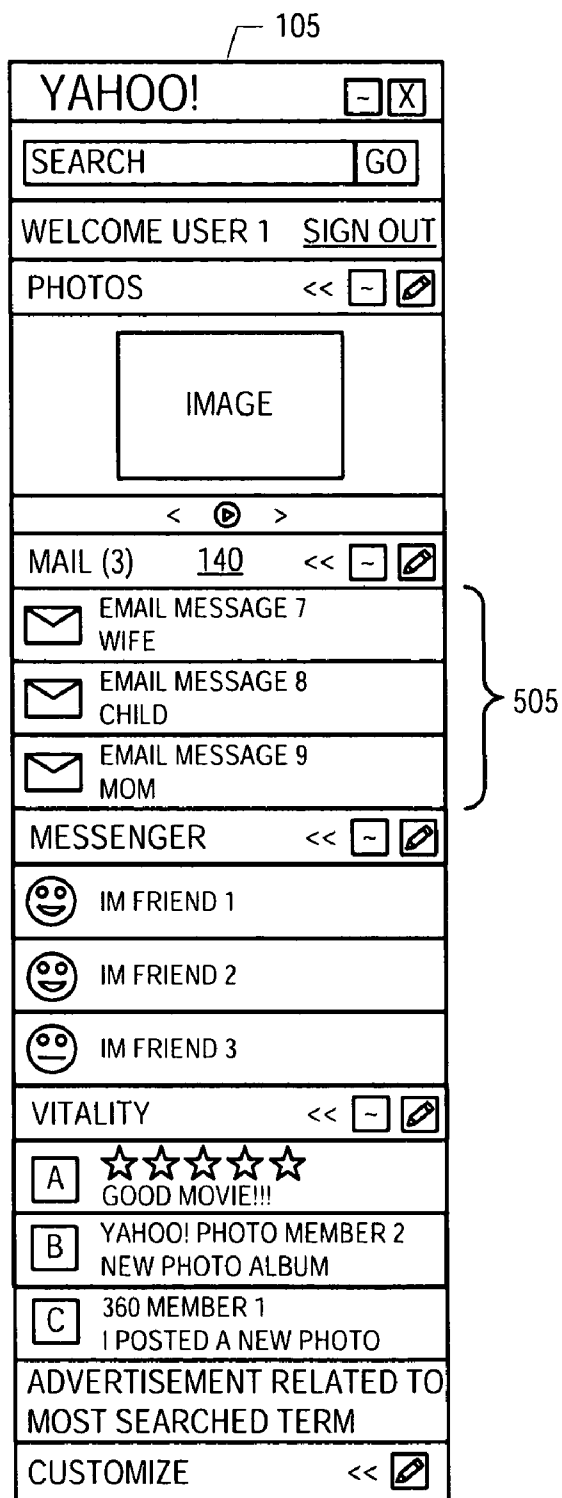 105
YAHOO! ~ X
SEARCH GO
WELCOME USER 1 SIGN OUT
PHOTOS << ~
IMAGE
< >
MAIL (3) 140 << ~
EMAIL MESSAGE 7
WIFE
EMAIL MESSAGE 8
CHILD
505
EMAIL MESSAGE 9
MOM
MESSENGER << ~
IM FRIEND 1
IM FRIEND 2
IM FRIEND 3
VITALITY << ~
A
GOOD MOVIE!!!
B YAHOO! PHOTO MEMBER 2
NEW PHOTO ALBUM
C 360 MEMBER 1
I POSTED A NEW PHOTO
ADVERTISEMENT RELATED TO
MOST SEARCHED TERM
CUSTOMIZE <<